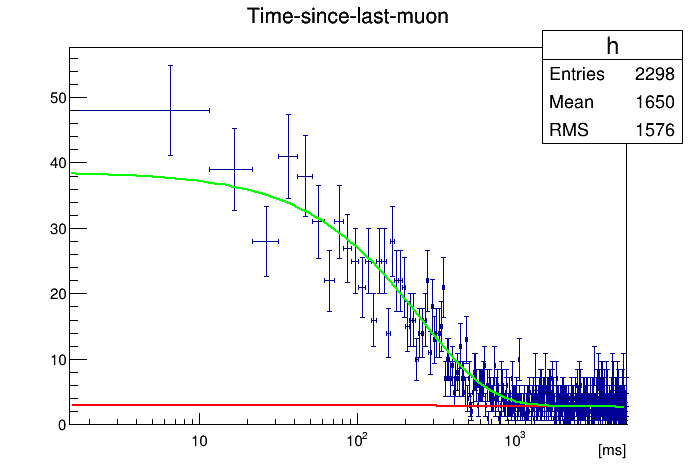 Time-since-last-muon
h
Entries 2298
Mean 1650
RMS 1576
50
40
30
20
10
0
10 10² 10³
[ms]